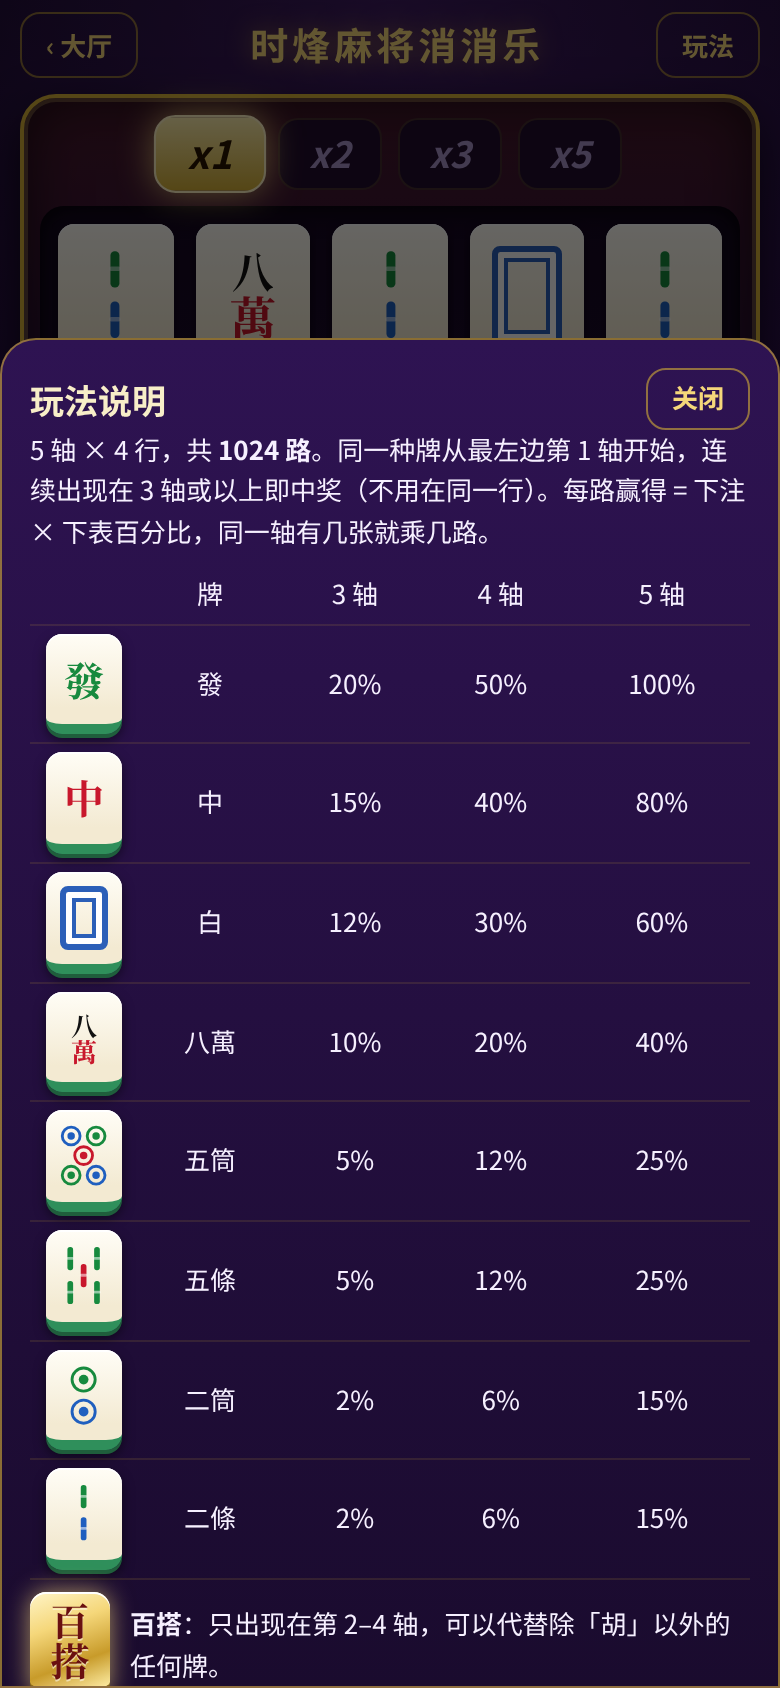 ‹ 大厅
时烽麻将消消乐
玩法
x1
x2
x3
x5
八
萬
玩法说明
关闭
5 轴 × 4 行，共 1024 路。同一种牌从最左边第 1 轴开始，连
续出现在 3 轴或以上即中奖（不用在同一行）。每路赢得 = 下注
× 下表百分比，同一轴有几张就乘几路。
牌 3 轴 4 轴 5 轴
發 發 20% 50% 100%
中 中 15% 40% 80%
白 12% 30% 60%
八萬 八萬 10% 20% 40%
五筒 5% 12% 25%
五條 5% 12% 25%
二筒 2% 6% 15%
二條 2% 6% 15%
百搭
百搭：只出现在第 2–4 轴，可以代替除「胡」以外的
任何牌。